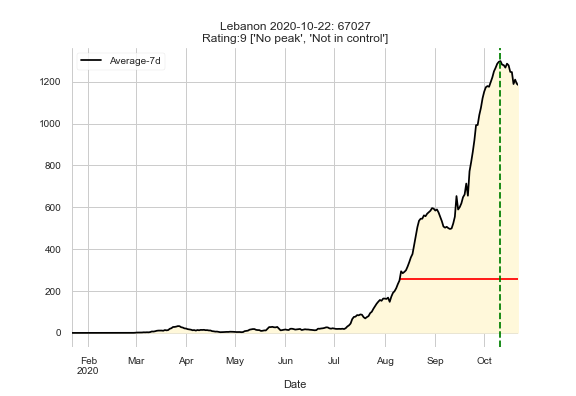 Lebanon 2020-10-22: 67027
Rating:9 ['No peak', 'Not in control']
Average-7d
1200
1000
800
600
400
200
0
Feb Mar Apr May Jun Jul Aug Sep Oct
2020
Date